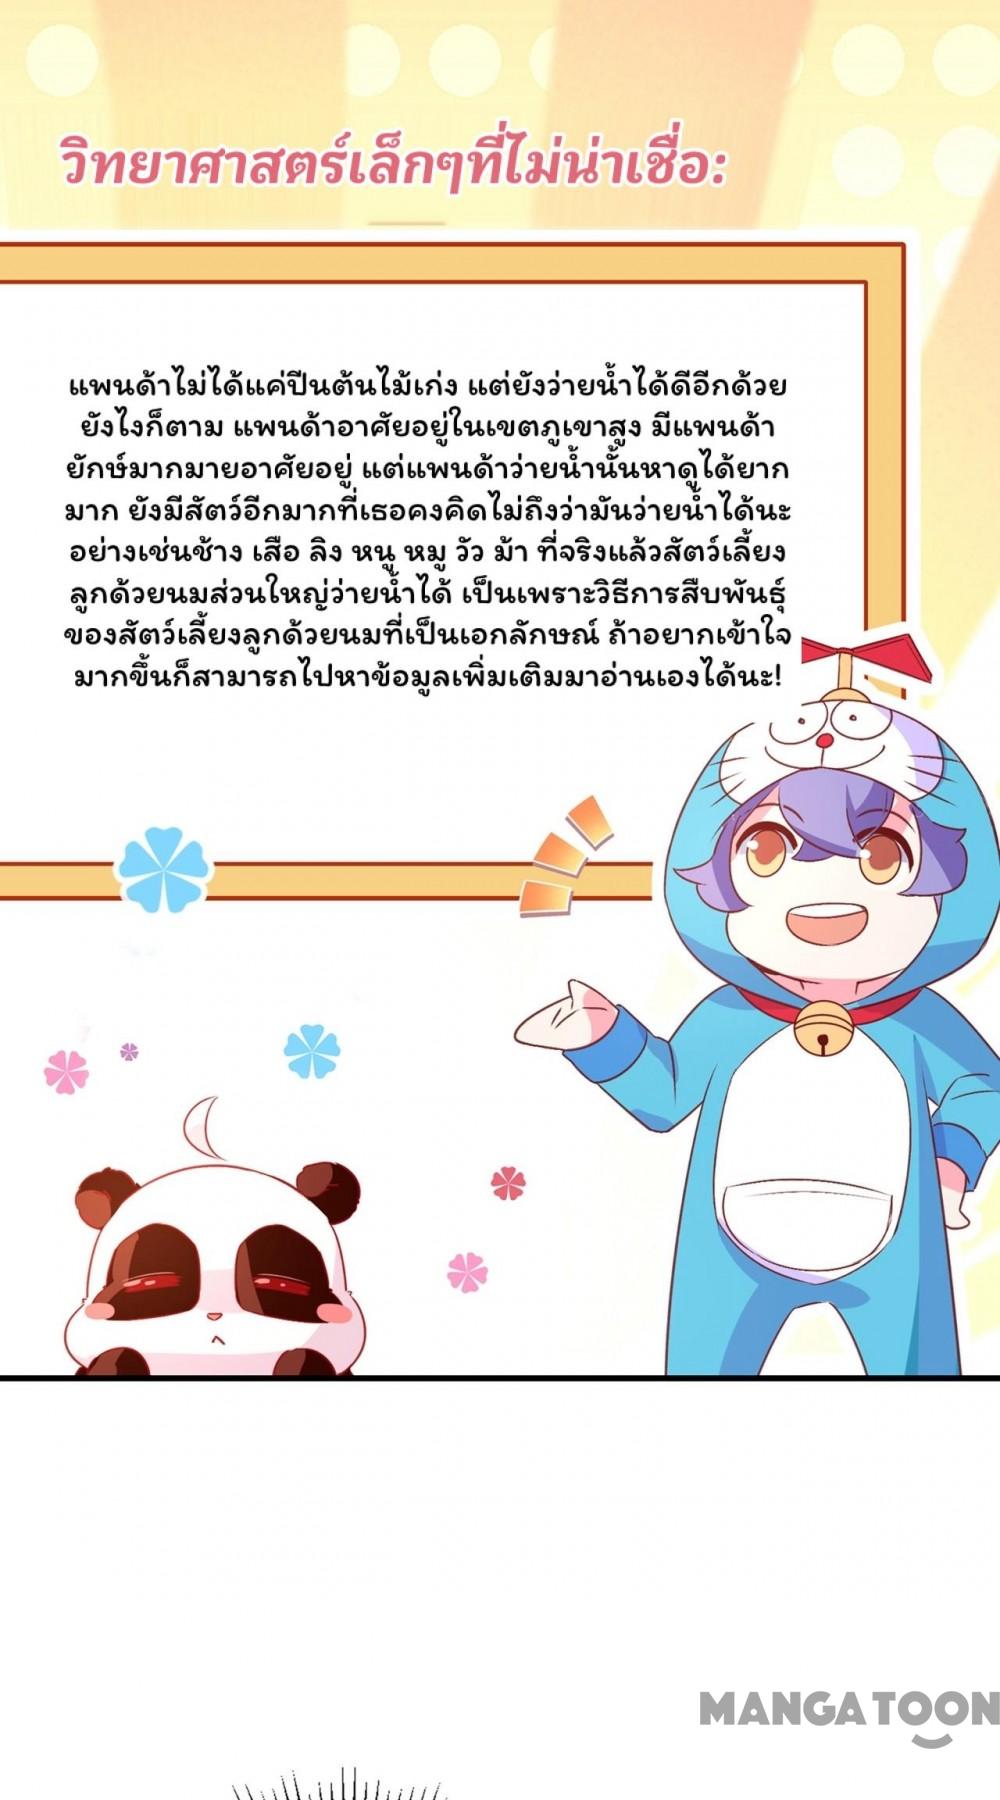 วิทยาศาสตร์เล็กๆที่ไม่น่าเชื่อ:
แพนด้าไม่ได้แค่ปีนต้นไม้เก่ง แต่ยังว่ายน้ำได้ดีอีกด้วย
ยังไงก็ตาม แพนด้าอาศัยอยู่ในเขตภูเขาสูง มีแพนด้า
ยักษ์มากมายอาศัยอยู่ แต่แพนด้าว่ายน้ำนั้นหาดูได้ยาก
มาก ยังมีสัตว์อีกมากที่เธอคงคิดไม่ถึงว่ามันว่ายน้ำได้นะ
อย่างเช่นช้าง เสือ ลิง หนู หมู วัว ม้า ที่จริงแล้วสัตว์เลี้ยง
ลูกด้วยนมส่วนใหญ่ว่ายน้ำได้ เป็นเพราะวิธีการสืบพันธุ์
ของสัตว์เลี้ยงลูกด้วยนมที่เป็นเอกลักษณ์ ถ้าอยากเข้าใจ
มากขึ้นก็สามารถไปหาข้อมูลเพิ่มเติมมาอ่านเองได้นะ!
MANGATOON